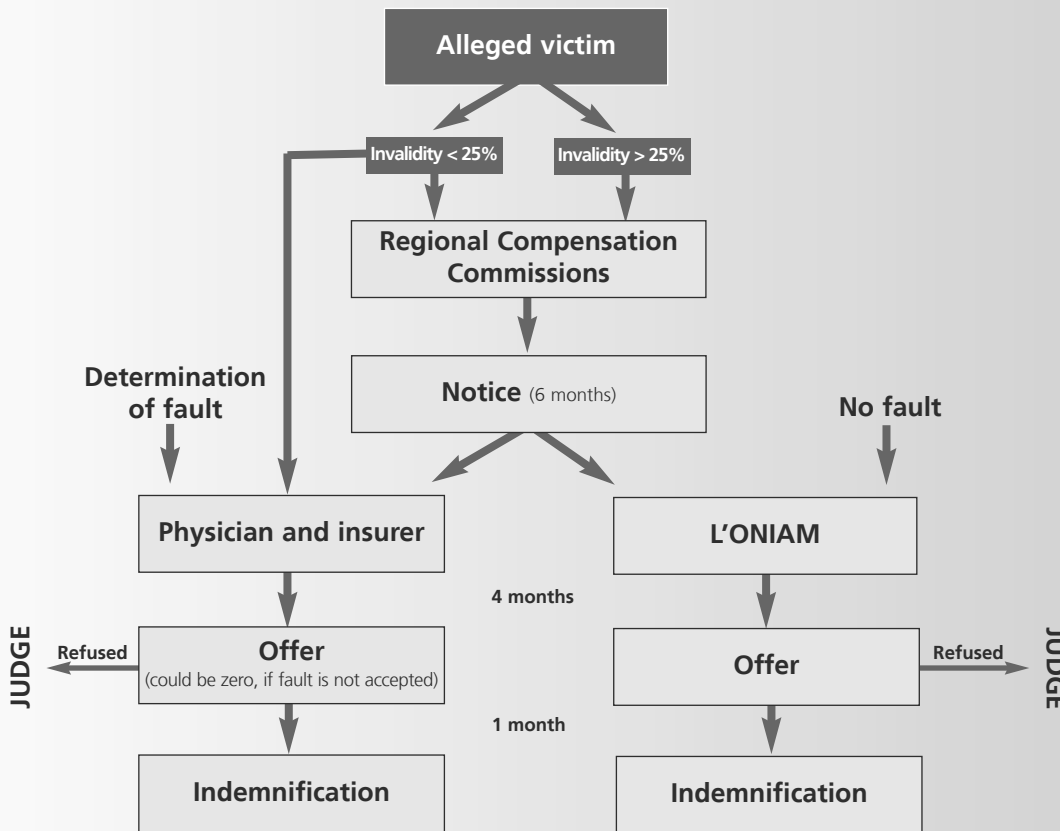 Alleged victim
Invalidity < 25%
Invalidity > 25%
Regional Compensation
Commissions
Notice (6 months)
Determination
of fault
No fault
Physician and insurer
L'ONIAM
4 months
JUDGE
Refused
Offer
(could be zero, if fault is not accepted)
Offer
Refused
JUDGE
1 month
Indemnification
Indemnification